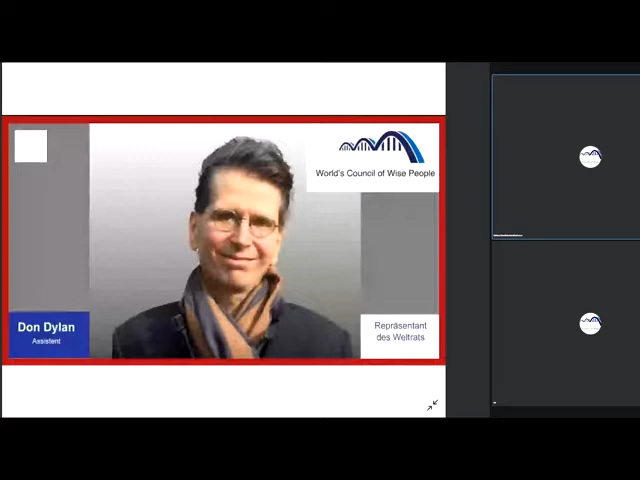 World's Council of Wise People
Don Dylan
Assistent
Repräsentant
des Weltrats